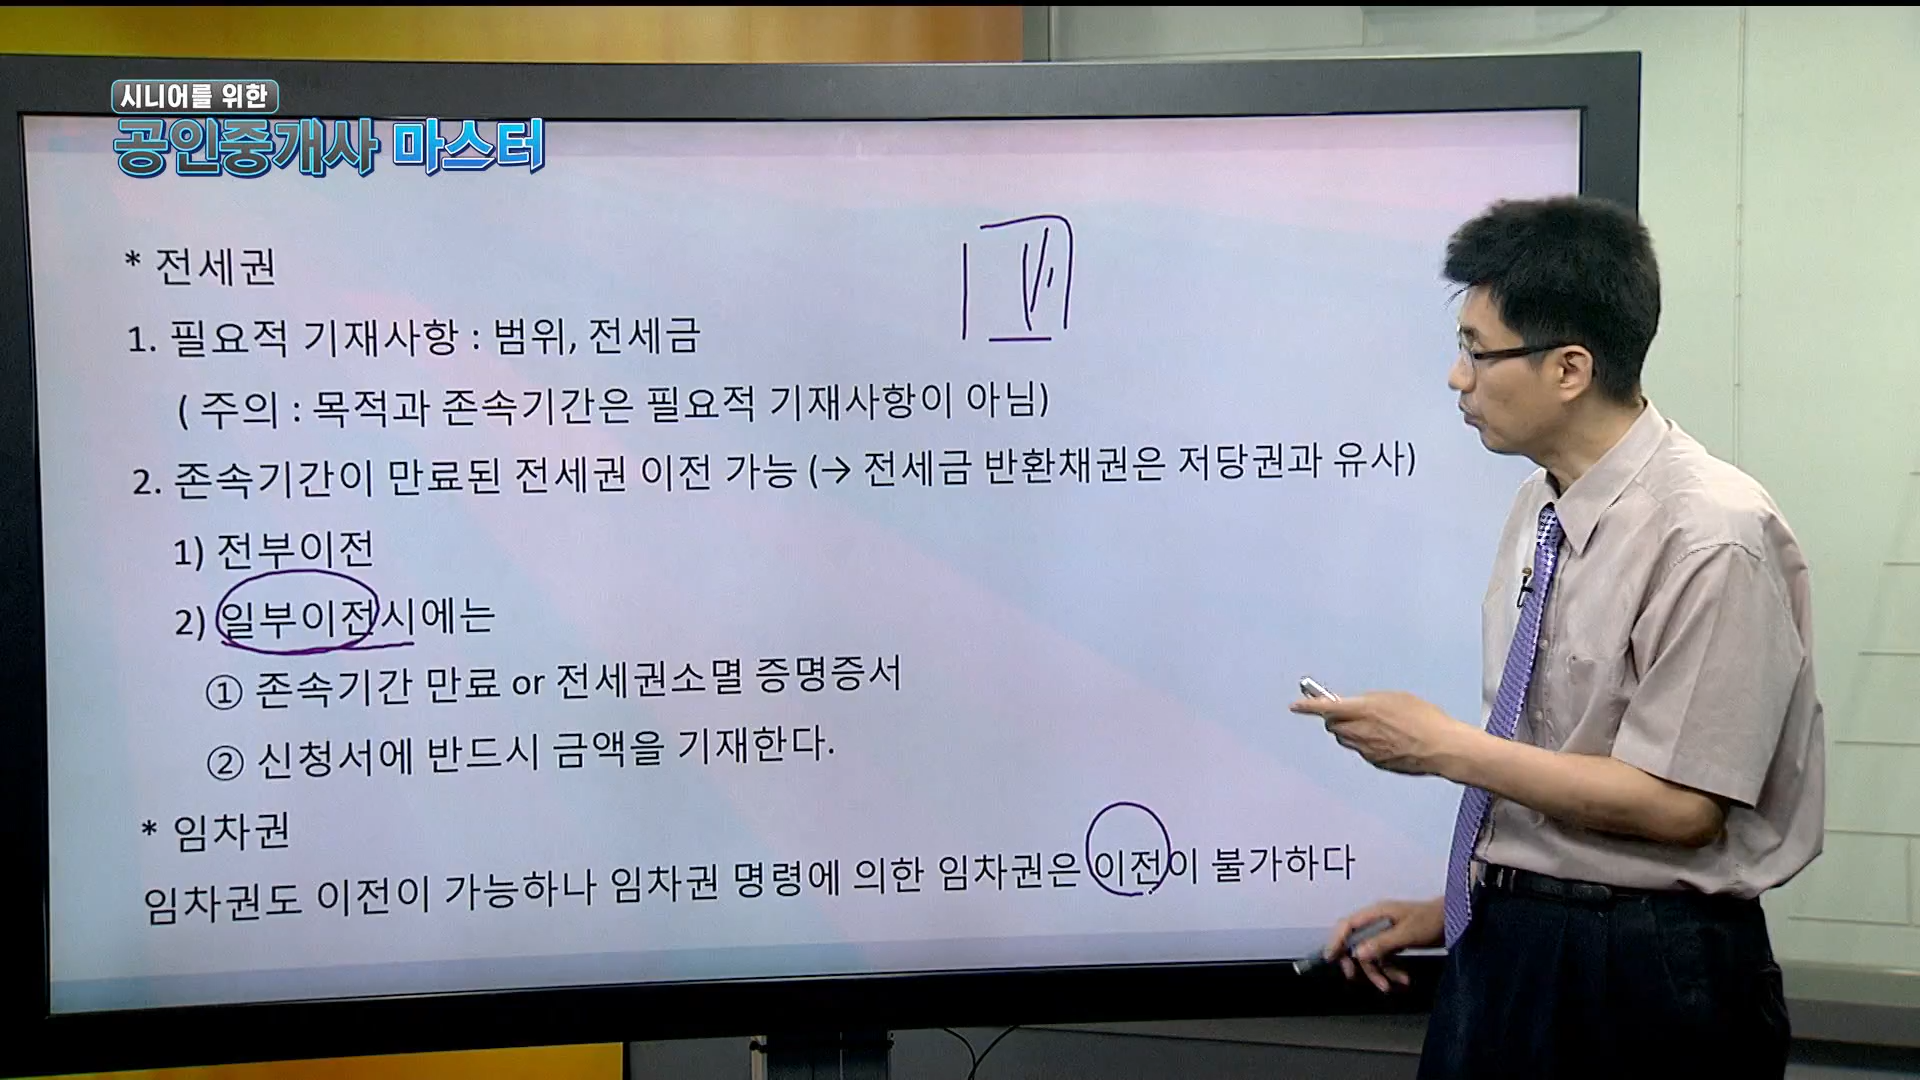 시니어를 위한
공인중개사 마스터
* 전세권
1. 필요적 기재사항 : 범위, 전세금
( 주의 : 목적과 존속기간은 필요적 기재사항이 아님)
2. 존속기간이 만료된 전세권 이전 가능 (→ 전세금 반환채권은 저당권과 유사)
1) 전부이전
2) 일부이전시에는
① 존속기간 만료 or 전세권소멸 증명증서
② 신청서에 반드시 금액을 기재한다.
* 임차권
임차권도 이전이 가능하나 임차권 명령에 의한 임차권은 이전이 불가하다